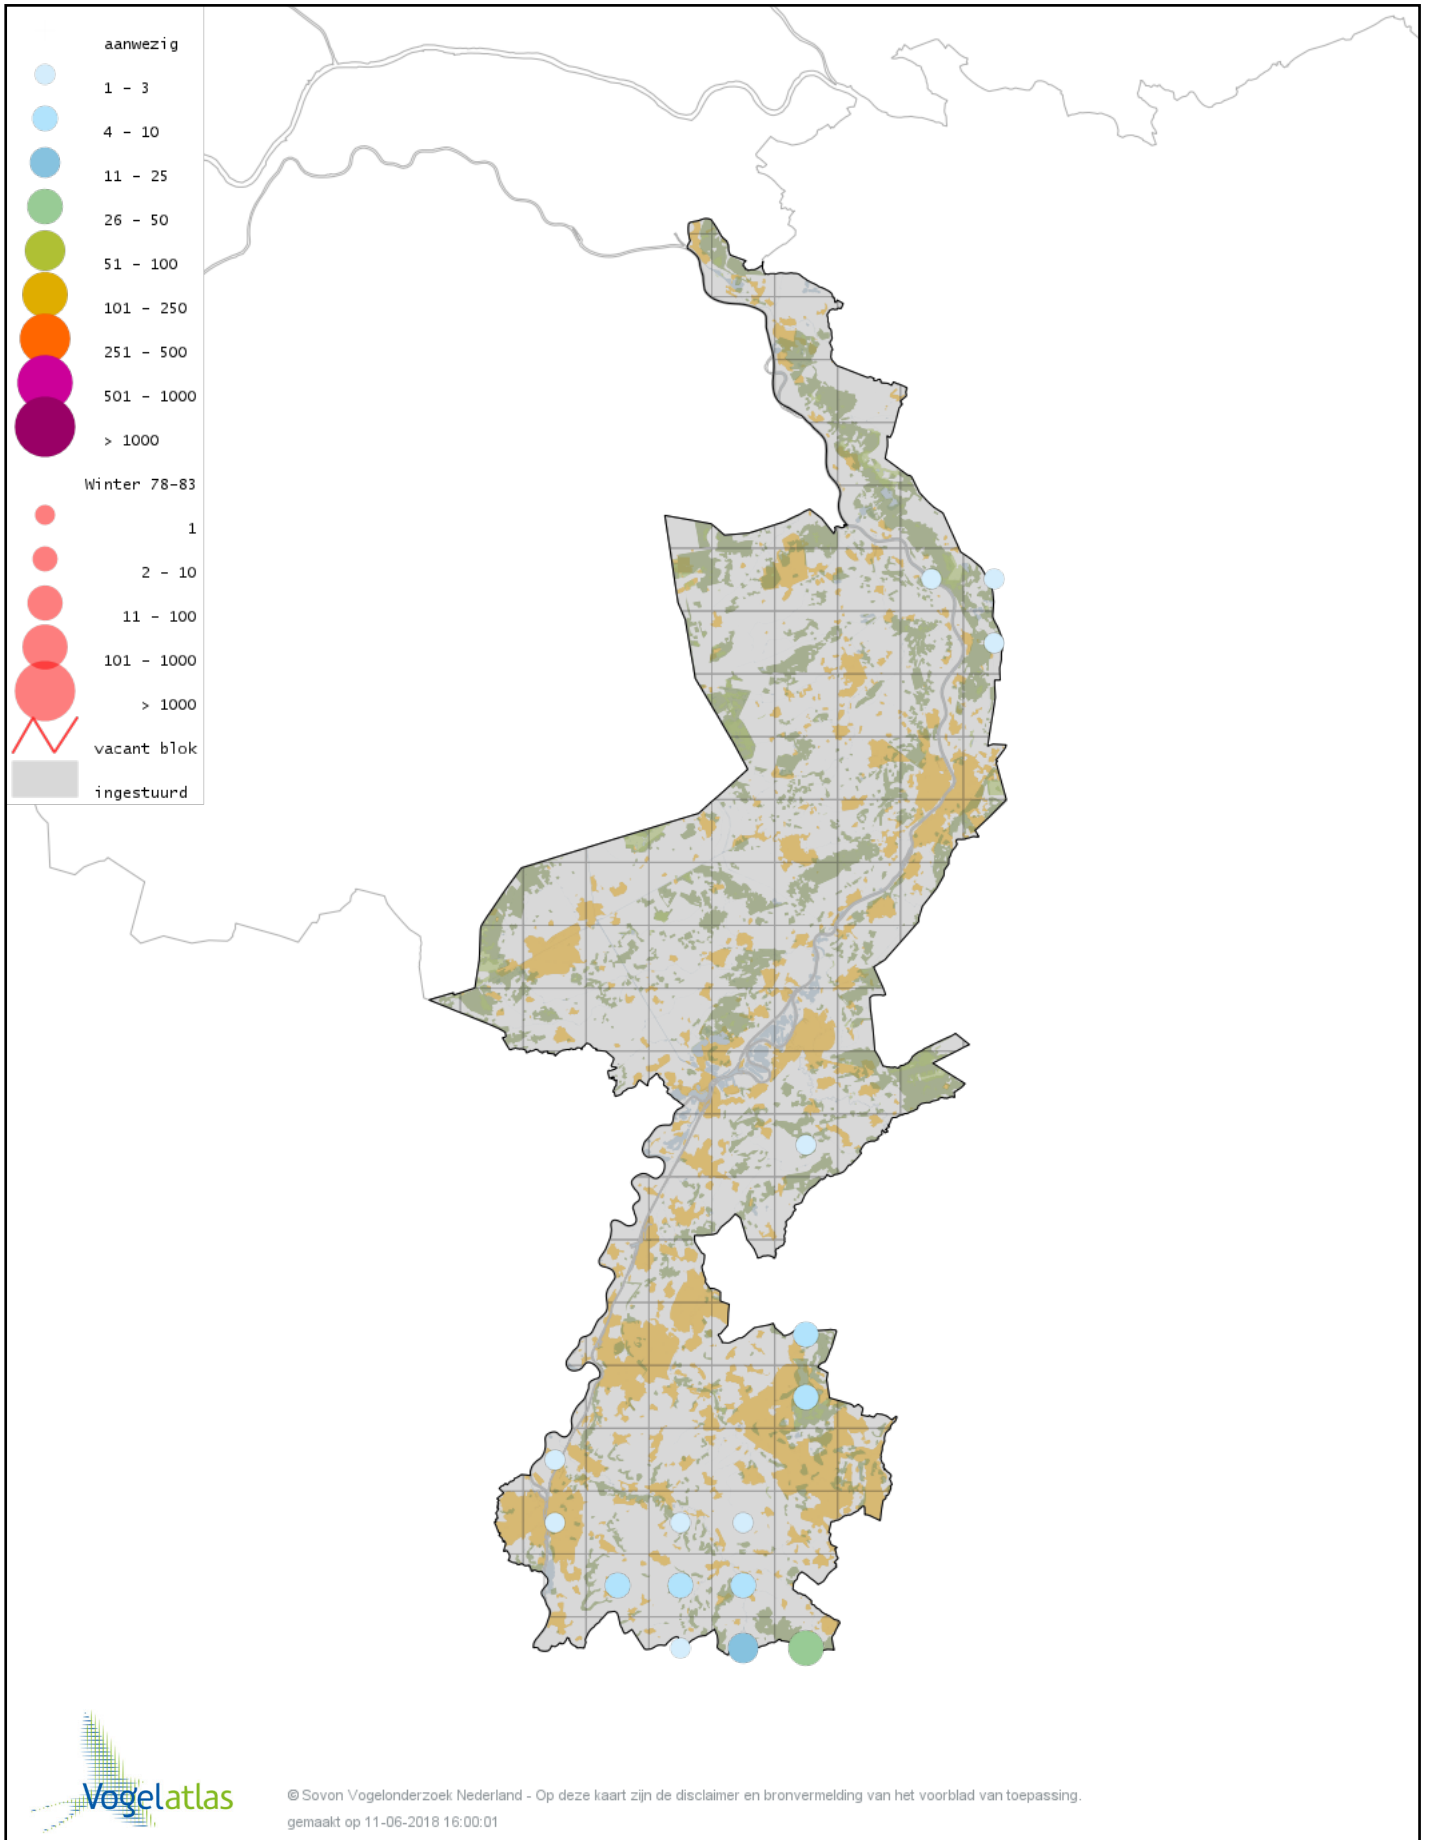 aanwezig
1 - 3
4 - 10
11 - 25
26 - 50
51 - 100
101 - 250
251 - 500
501 - 1000
> 1000
Winter 78-83
1
2 - 10
11 - 100
101 - 1000
> 1000
vacant blok
ingestuurd
Vogelatlas
© Sovon Vogelonderzoek Nederland - Op deze kaart zijn de disclaimer en bronvermelding van het voorblad van toepassing.
gemaakt op 11-06-2018 16:00:01